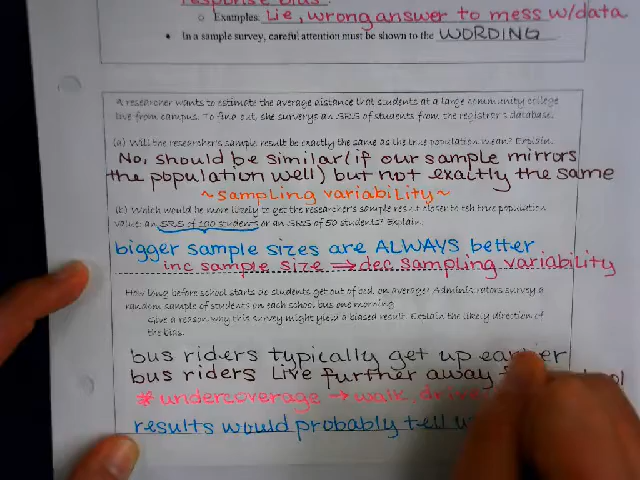 response bias.
Examples: Lie, wrong answer to mess w/data
In a sample survey, careful attention must be shown to the WORDING
A researcher wants to estimate the average distance that students at a large community college
live from campus. To find out, she surveys an SRS of students from the registrar's database.
(a) Will the researcher's sample result be exactly the same as the true population mean? Explain.
No, should be similar (if our sample mirrors
the population well) but not exactly the same
~sampling variability~
(b) Which would be more likely to get the researcher's sample result closer to teh true population
value: an SRS of 100 students or an SRS of 50 students? Explain.
bigger sample sizes are ALWAYS better
inc sample size → dec sampling variability
How long before school starts do students get out of bed, on average? Administrators survey a
random sample of students on each school bus one morning.
Give a reason why this survey might yield a biased result. Explain the likely direction of
the bias.
bus riders typically get up earlier
bus riders live further away
* undercoverage → walk, drive
results would probably tell u